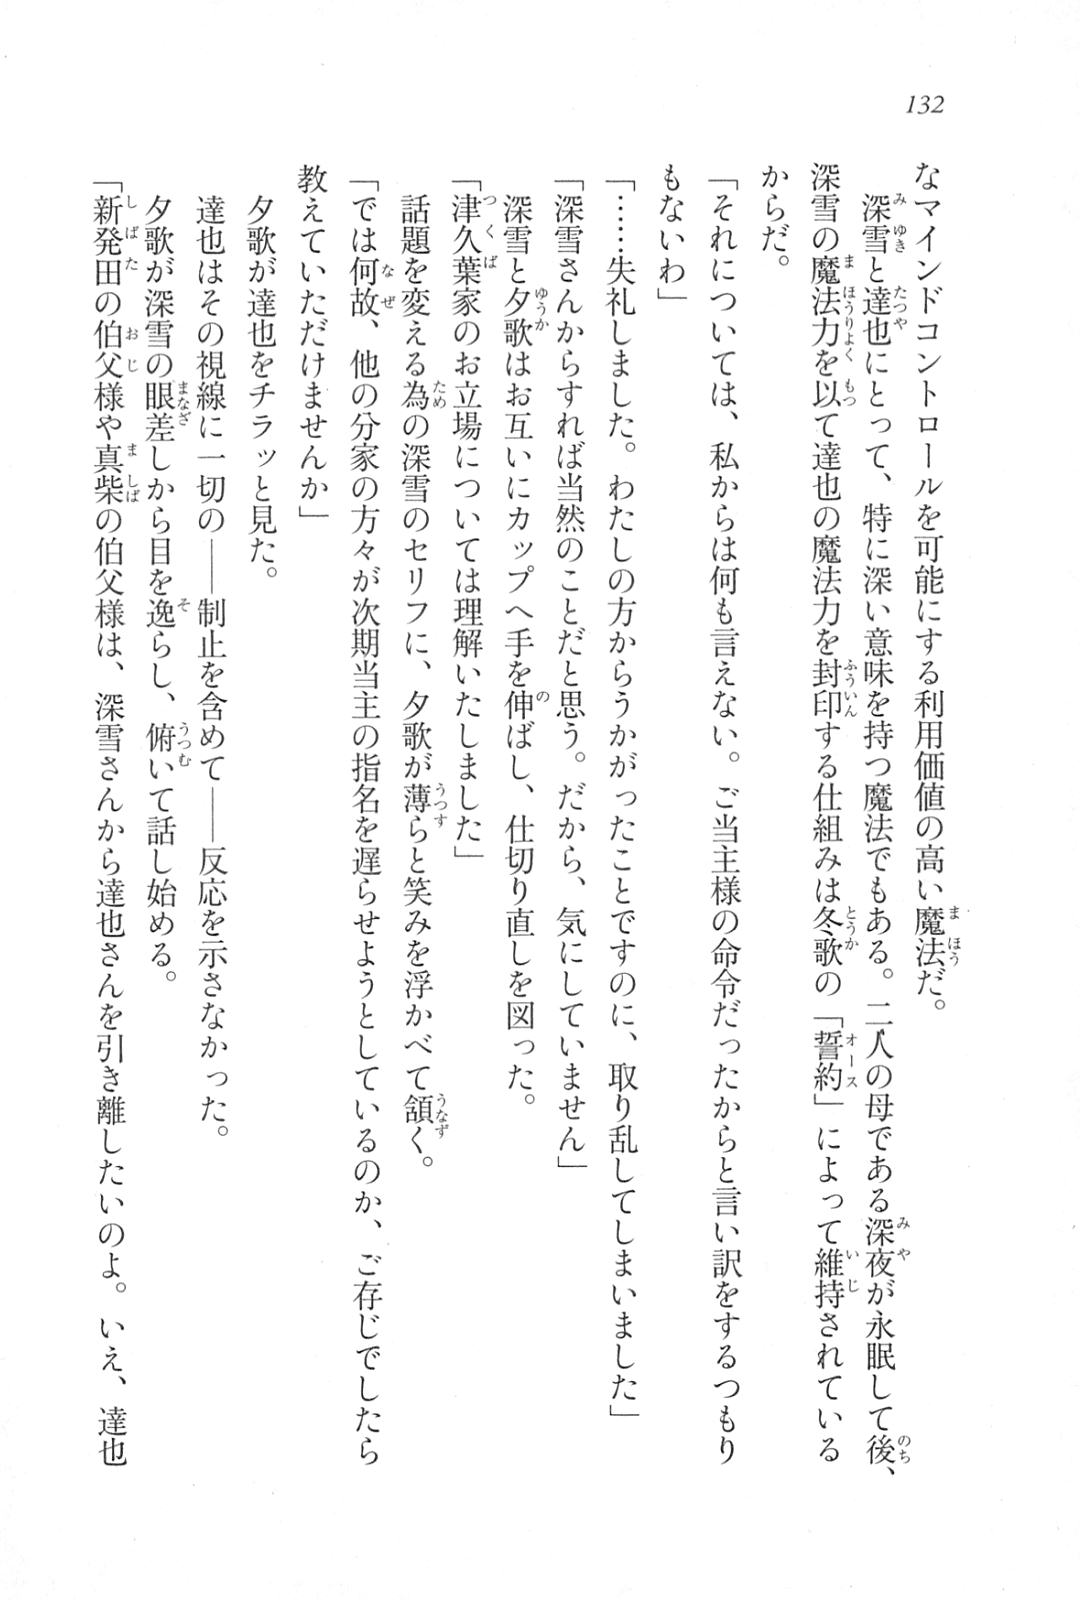 132
なマインドコントロールを可能にする利用価値の高い魔法だ。
深雪と達也にとって、特に深い意味を持つ魔法でもある。二人の母である深夜が永眠して後、
深雪の魔法力を以て達也の魔法力を封印する仕組みは冬歌の「誓約」によって維持されている
からだ。
「それについては、私からは何も言えない。ご当主様の命令だったからと言い訳をするつもり
もないわ」
「……失礼しました。わたしの方からうかがったことですのに、取り乱してしまいました」
「深雪さんからすれば当然のことだと思う。だから、気にしていません」
深雪と夕歌はお互いにカップへ手を伸ばし、仕切り直しを図った。
「津久葉家のお立場については理解いたしました」
話題を変える為の深雪のセリフに、夕歌が薄らと笑みを浮かべて頷く。
「では何故、他の分家の方々が次期当主の指名を遅らせようとしているのか、ご存じでしたら
教えていただけませんか」
夕歌が達也をチラッと見た。
達也はその視線に一切の――制止を含めて――反応を示さなかった。
夕歌が深雪の眼差しから目を逸らし、俯いて話し始める。
「新発田の伯父様や真柴の伯父様は、深雪さんから達也さんを引き離したいのよ。いえ、達也